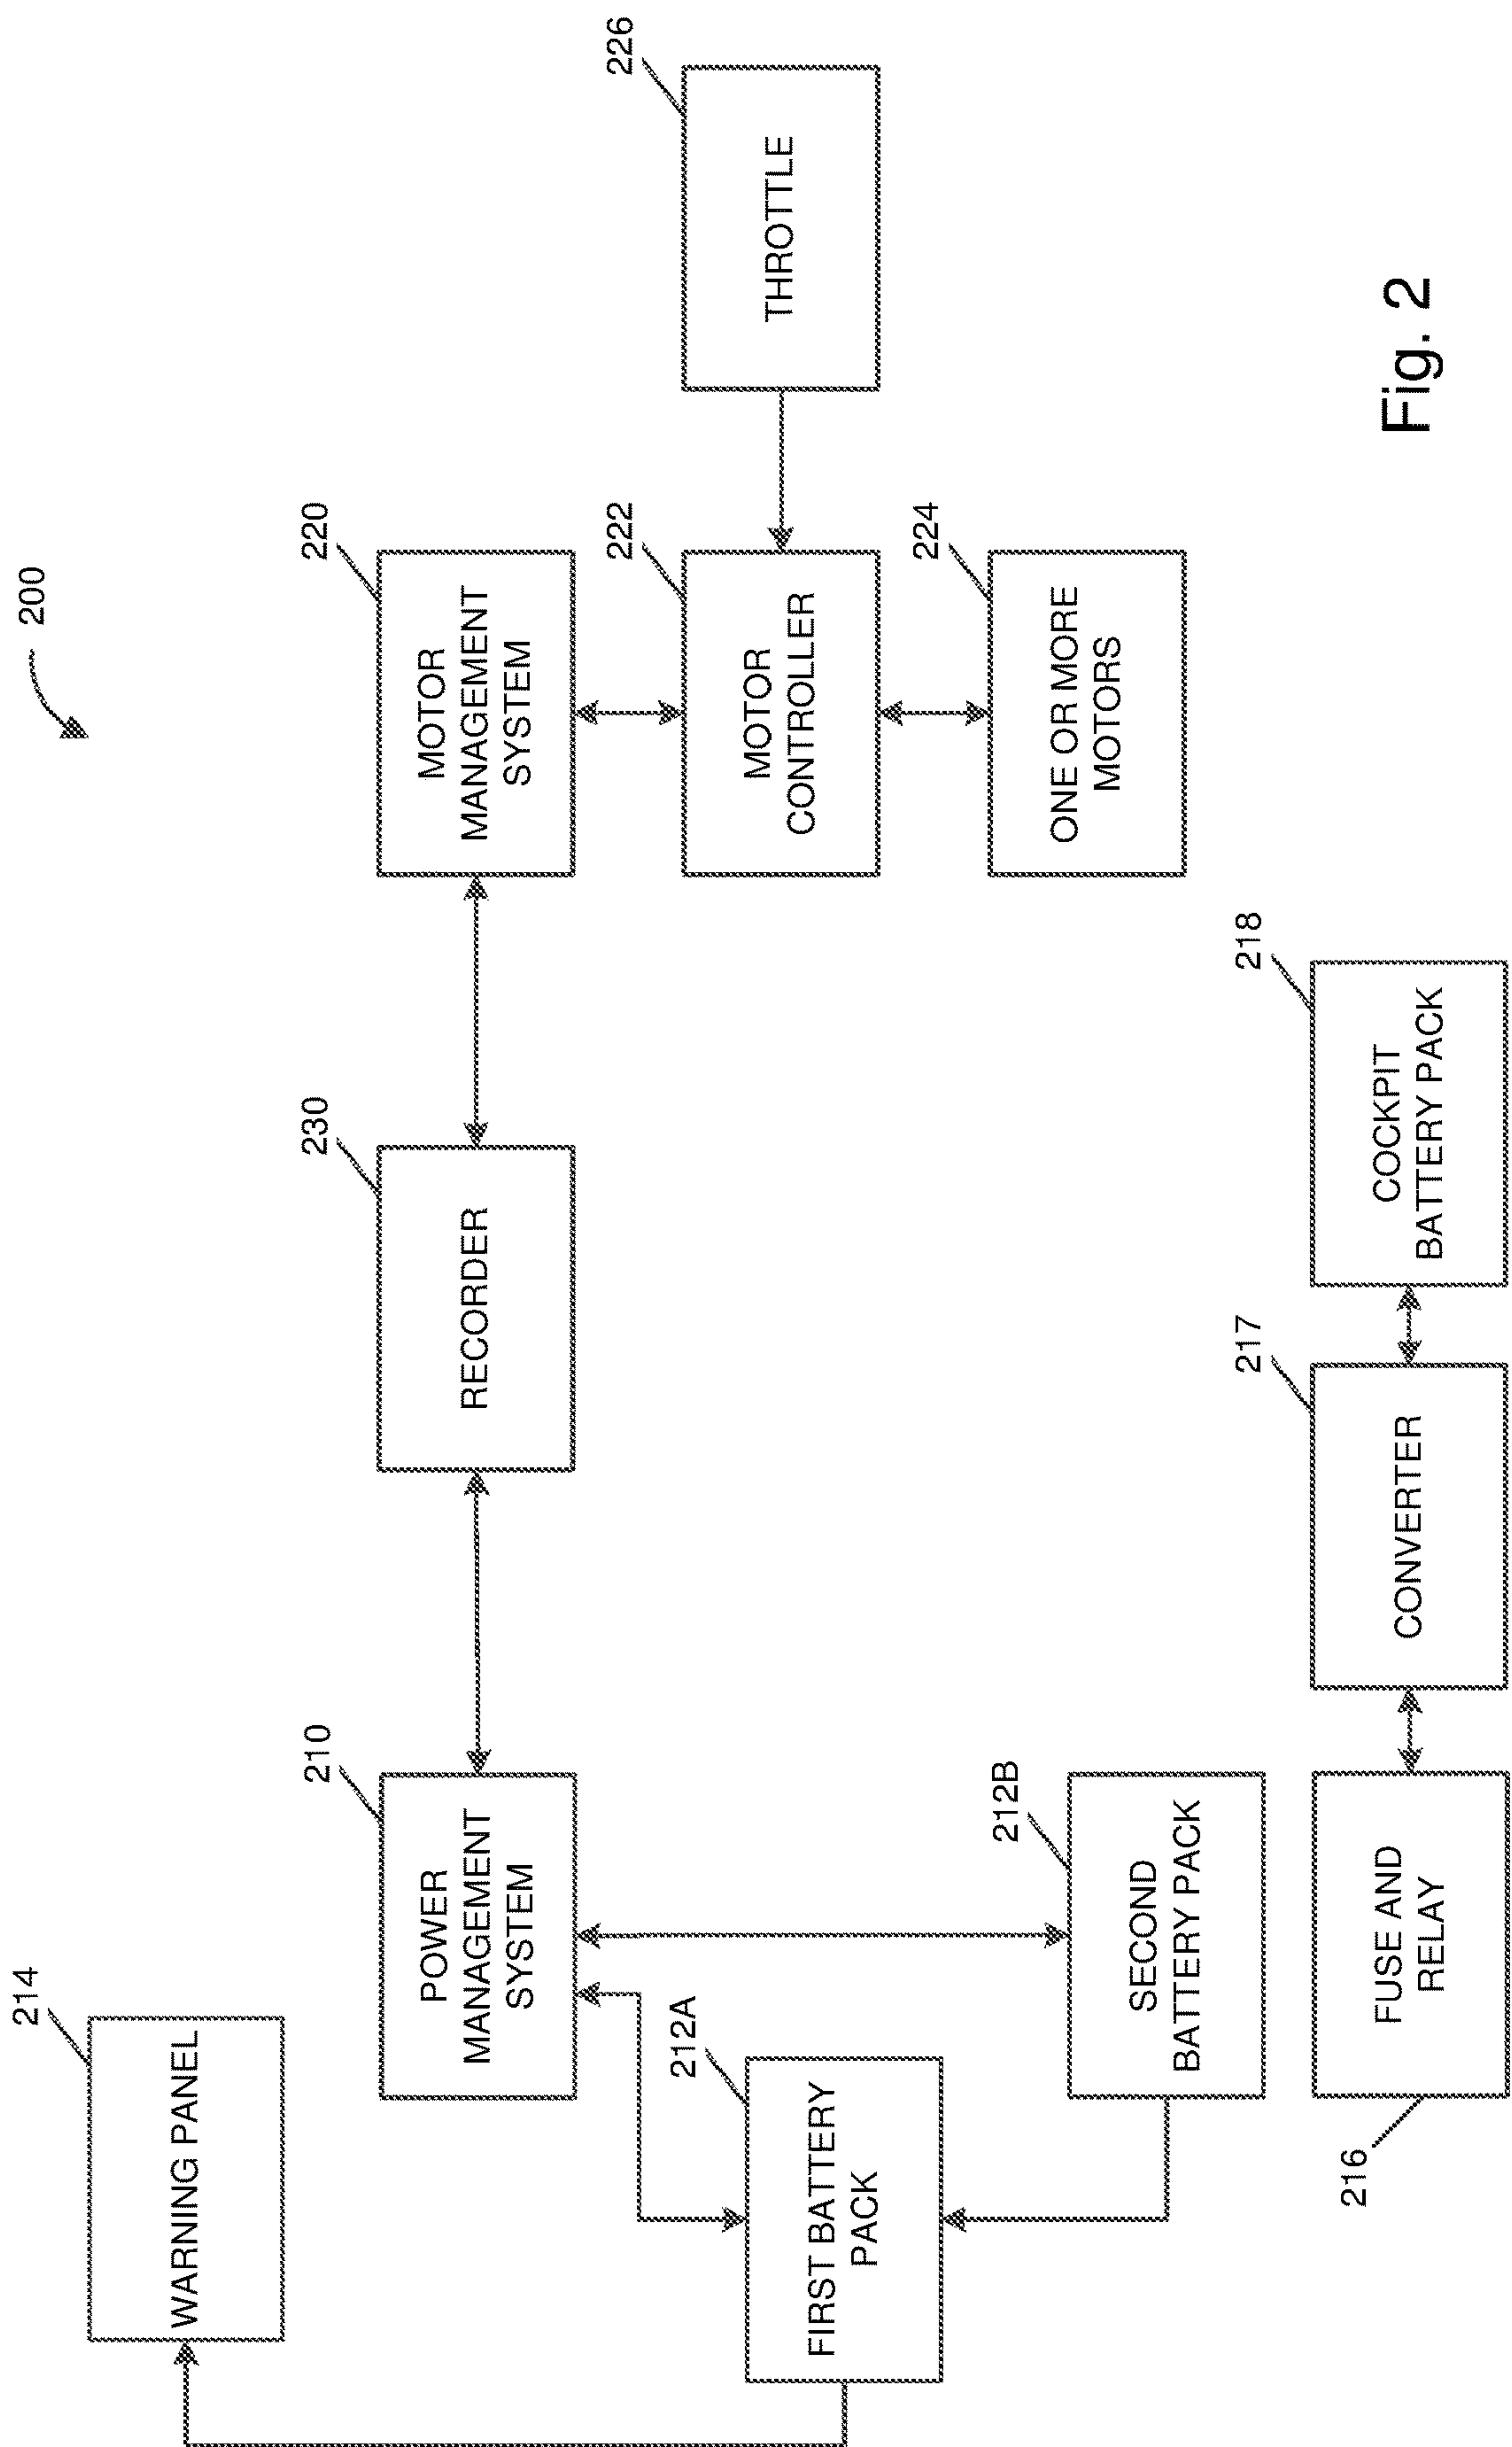 200
214
WARNING PANEL
210
POWER
MANAGEMENT
SYSTEM
230
RECORDER
220
MOTOR
MANAGEMENT
SYSTEM
212A
FIRST BATTERY
PACK
222
MOTOR
CONTROLLER
226
THROTTLE
212B
SECOND
BATTERY PACK
224
ONE OR MORE
MOTORS
216
FUSE AND
RELAY
217
CONVERTER
218
COCKPIT
BATTERY PACK
Fig. 2